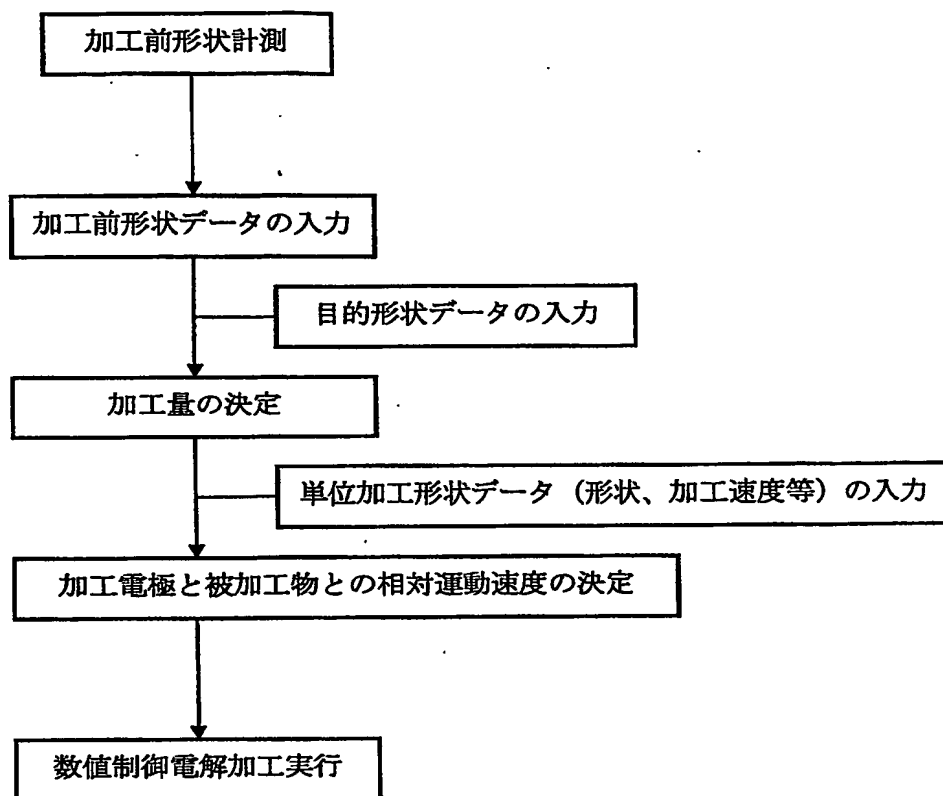 加工前形状計測
加工前形状データの入力
目的形状データの入力
加工量の決定
単位加工形状データ（形状、加工速度等）の入力
加工電極と被加工物との相対運動速度の決定
数値制御電解加工実行